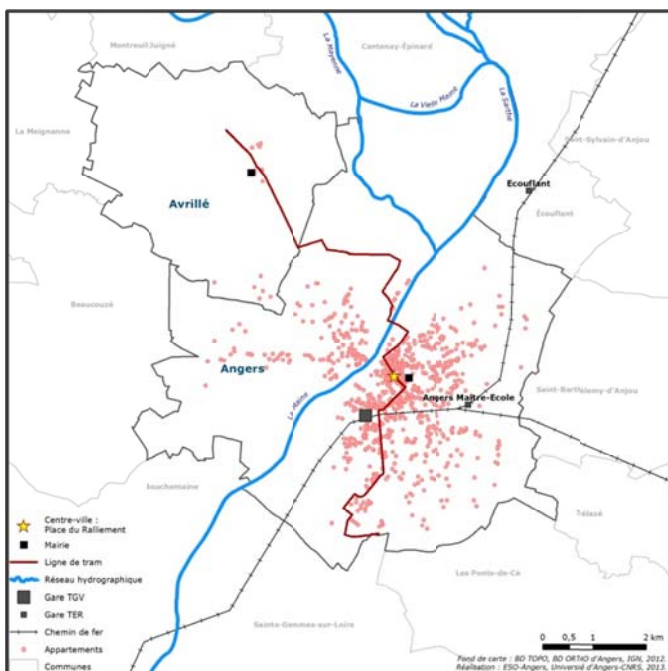 Montreuil-Juigné
Cantenay-Épinard
La Mayenne
La Vieille Maine
La Sarthe
La Meignanne
Saint-Sylvain-d'Anjou
Ecouflant
Écouflant
Avrillé
Beaucouzé
Angers
La Maine
Saint-Barthélemy-d'Anjou
Angers Maître-Ecole
Bouchemaine
Trélazé
Les Ponts-de-Cé
Sainte-Gemmes-sur-Loire
Centre-ville :
Place du Ralliement
Mairie
Ligne de tram
Réseau hydrographique
Gare TGV
Gare TER
Chemin de fer
Appartements
Communes
0 0,5 1 2 km
Fond de carte : BD TOPO, BD ORTHO d'Angers, IGN, 2012.
Réalisation : ESO-Angers, Université d'Angers-CNRS, 2013.